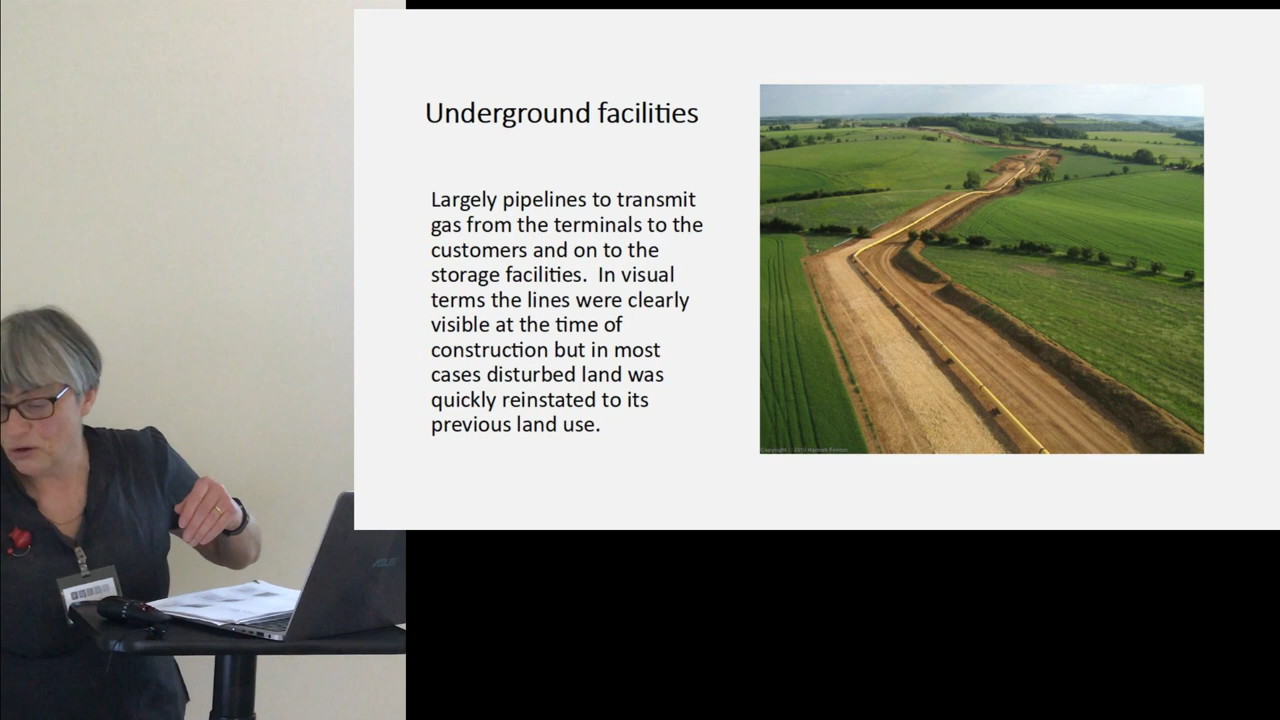 Underground facilities
Largely pipelines to transmit
gas from the terminals to the
customers and on to the
storage facilities.  In visual
terms the lines were clearly
visible at the time of
construction but in most
cases disturbed land was
quickly reinstated to its
previous land use.
ASUS